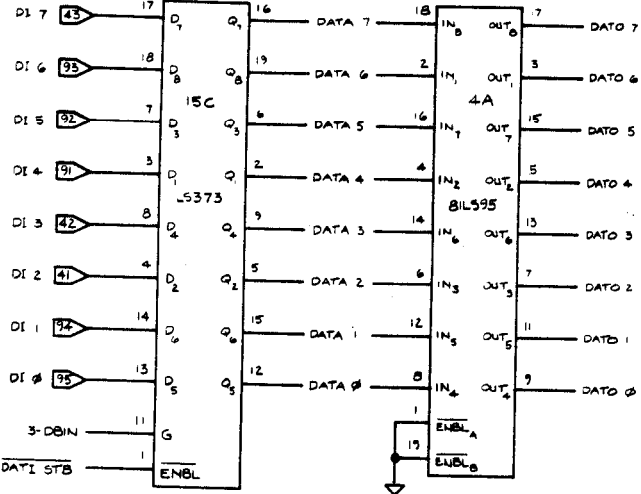 DI 7 43 17 D7 Q7 16 DATA 7 18 IN8 OUT8 17 DATO 7
DI 6 93 18 D8 Q8 19 DATA 6 2 IN1 OUT1 3 DATO 6
15C 4A
DI 5 92 7 D3 Q3 6 DATA 5 16 IN7 OUT7 15 DATO 5
DI 4 91 3 D1 Q1 2 DATA 4 4 IN2 OUT2 5 DATO 4
LS373 81LS95
DI 3 42 8 D4 Q4 9 DATA 3 14 IN6 OUT6 13 DATO 3
DI 2 41 4 D2 Q2 5 DATA 2 6 IN3 OUT3 7 DATO 2
DI 1 94 14 D6 Q6 15 DATA 1 12 IN5 OUT5 11 DATO 1
DI 0 95 13 D5 Q5 12 DATA 0 8 IN4 OUT4 9 DATO 0
3-DBIN 11 G 1 ENBLA
DATI STB 1 ENBL 19 ENBLB